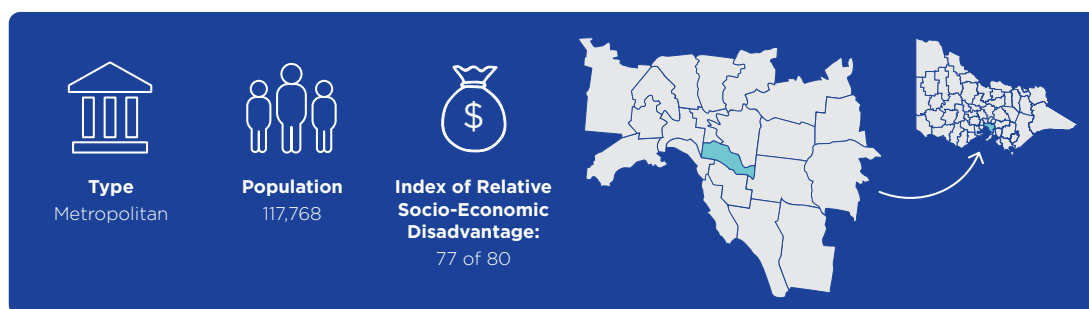 $
Type
Metropolitan
Population
117,768
Index of Relative
Socio-Economic
Disadvantage:
77 of 80